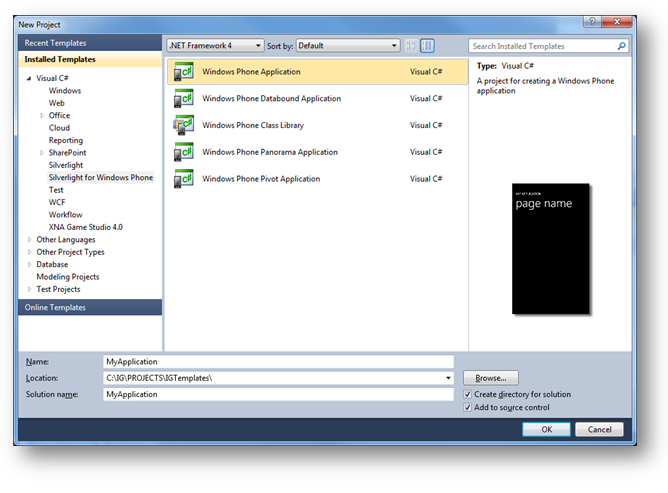 New Project
Recent Templates
Installed Templates
Visual C#
Windows
Web
Office
Cloud
Reporting
SharePoint
Silverlight
Silverlight for Windows Phone
Test
WCF
Workflow
XNA Game Studio 4.0
Other Languages
Other Project Types
Database
Modeling Projects
Test Projects
Online Templates
.NET Framework 4 Sort by: Default
Windows Phone Application Visual C#
Windows Phone Databound Application Visual C#
Windows Phone Class Library Visual C#
Windows Phone Panorama Application Visual C#
Windows Phone Pivot Application Visual C#
Search Installed Templates
Type: Visual C#
A project for creating a Windows Phone
application
MY APPLICATION
page name
Name: MyApplication
Location: C:\IG\PROJECTS\IGTemplates\
Solution name: MyApplication
Browse...
Create directory for solution
Add to source control
OK Cancel